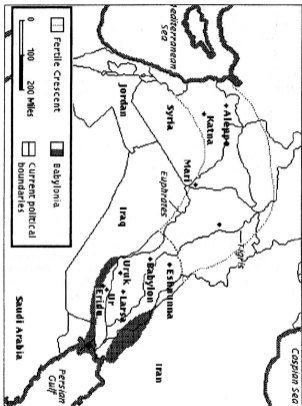 Mediterranean
Sea
Caspian Sea
Aleppo
Katna
Syria
Mari
Jordan
Euphrates
Tigris
Iraq
Eshnunna
Babylon
Uruk
Larsa
Ur
Eridu
Iran
Saudi Arabia
Persian
Gulf
Fertile Crescent
Babylonia
0 100 200 Miles
Current political
boundaries